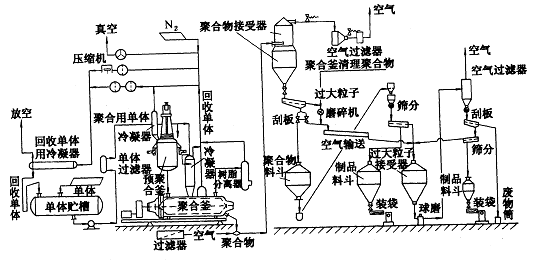 真空
N₂
压缩机
放空
回收单体
用冷凝器
回收单体
单体
单体贮槽
聚合用单体
冷凝器
单体
过滤器
预聚合釜
回收单体
冷凝器
树脂
分离器
聚合釜
过滤器
空气
聚合物
聚合物接受器
空气
空气过滤器
聚合釜清理聚合物
过大粒子
磨碎机
刮板
空气输送
筛分
聚合物
料斗
过大粒子
接受器
制品
料斗
装袋
球磨
空气
空气过滤器
刮板
筛分
制品
料斗
装袋
废物筒